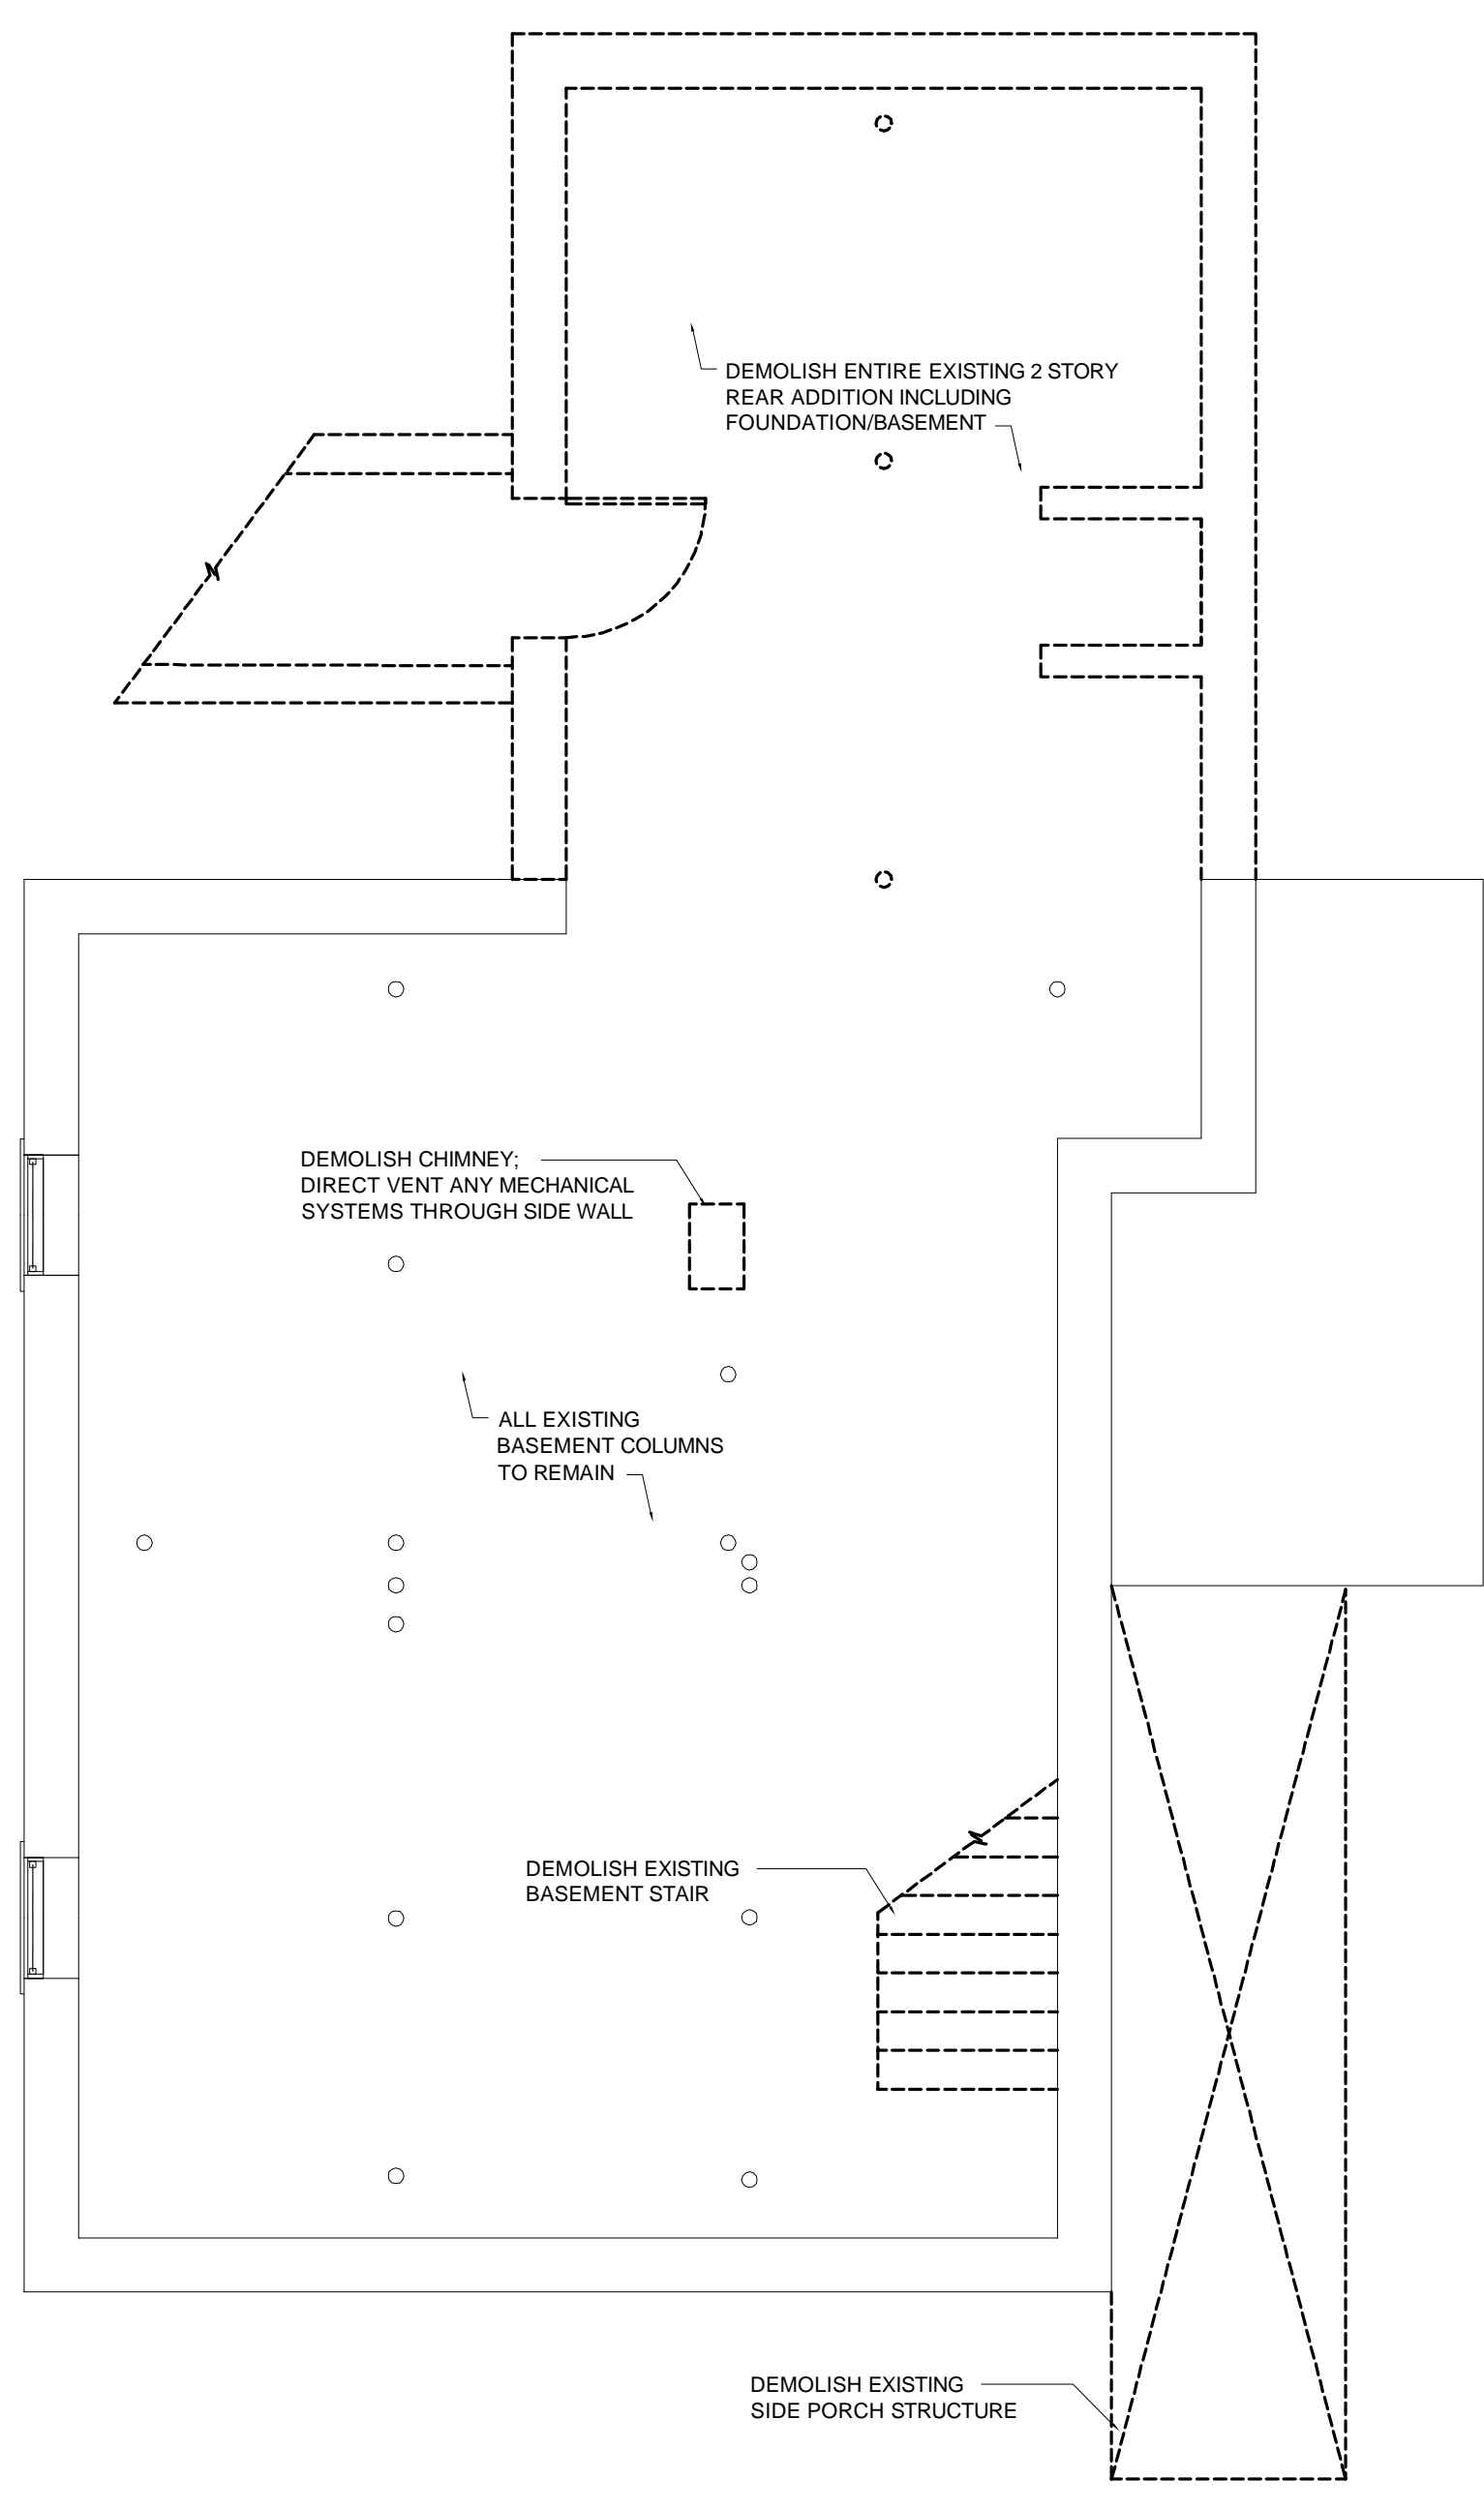 DEMOLISH ENTIRE EXISTING 2 STORY
REAR ADDITION INCLUDING
FOUNDATION/BASEMENT
DEMOLISH CHIMNEY;
DIRECT VENT ANY MECHANICAL
SYSTEMS THROUGH SIDE WALL
ALL EXISTING
BASEMENT COLUMNS
TO REMAIN
DEMOLISH EXISTING
BASEMENT STAIR
DEMOLISH EXISTING
SIDE PORCH STRUCTURE